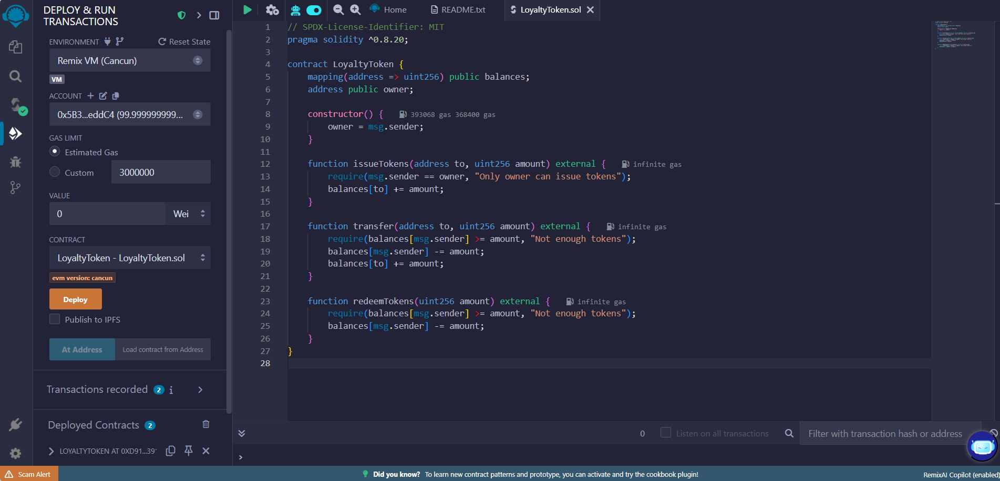 DEPLOY & RUN
TRANSACTIONS
ENVIRONMENT
Reset State
Remix VM (Cancun)
VM
ACCOUNT
0x5B3...eddC4 (99.999999999...
GAS LIMIT
Estimated Gas
Custom
3000000
VALUE
0
Wei
CONTRACT
LoyaltyToken - LoyaltyToken.sol
evm version: cancun
Deploy
Publish to IPFS
At Address
Load contract from Address
Transactions recorded 2 i
Deployed Contracts 2
LOYALTYTOKEN AT 0XD91...39
Home
README.txt
LoyaltyToken.sol
1 // SPDX-License-Identifier: MIT
2 pragma solidity ^0.8.20;
3
4 contract LoyaltyToken {
5 mapping(address => uint256) public balances;
6 address public owner;
7
8 constructor() { 393068 gas 368400 gas
9 owner = msg.sender;
10 }
11
12 function issueTokens(address to, uint256 amount) external { infinite gas
13 require(msg.sender == owner, "Only owner can issue tokens");
14 balances[to] += amount;
15 }
16
17 function transfer(address to, uint256 amount) external { infinite gas
18 require(balances[msg.sender] >= amount, "Not enough tokens");
19 balances[msg.sender] -= amount;
20 balances[to] += amount;
21 }
22
23 function redeemTokens(uint256 amount) external { infinite gas
24 require(balances[msg.sender] >= amount, "Not enough tokens");
25 balances[msg.sender] -= amount;
26 }
27 }
28
0
Listen on all transactions
Filter with transaction hash or address
>
Scam Alert
Did you know? To learn new contract patterns and prototype, you can activate and try the cookbook plugin!
RemixAI Copilot (enabled)